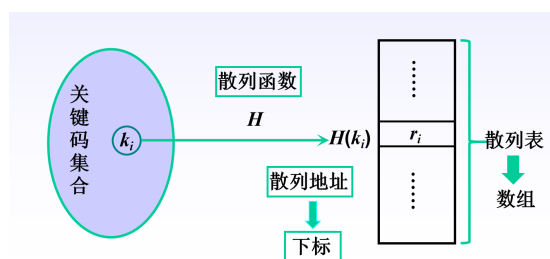 关键码集合
kᵢ
散列函数
H
H(kᵢ)
散列地址
下标
……
rᵢ
……
散列表
数组